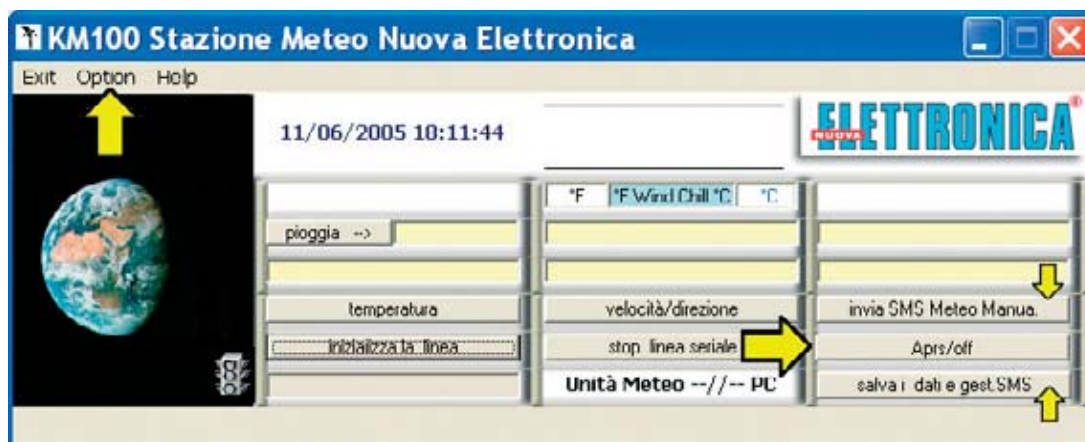 KM100 Stazione Meteo Nuova Elettronica
Exit Option Help
11/06/2005 10:11:44
NUOVA ELETTRONICA
°F °F Wind Chill °C °C
pioggia -->
temperatura velocità/direzione invia SMS Meteo Manua.
inizializza la linea stop linea seriale Aprs/off
Unità Meteo --//-- PC salva i dati e gest.SMS